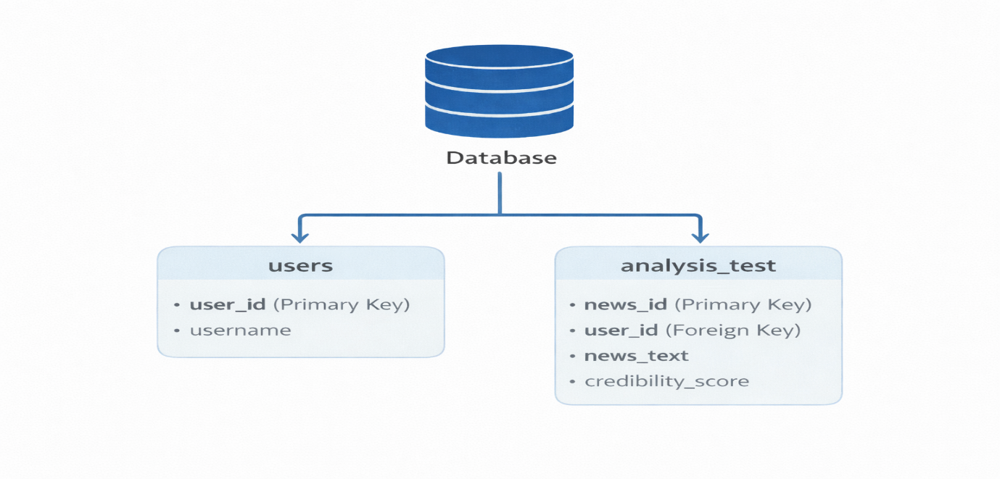 Database
users
• user_id (Primary Key)
• username
analysis_test
• news_id (Primary Key)
• user_id (Foreign Key)
• news_text
• credibility_score